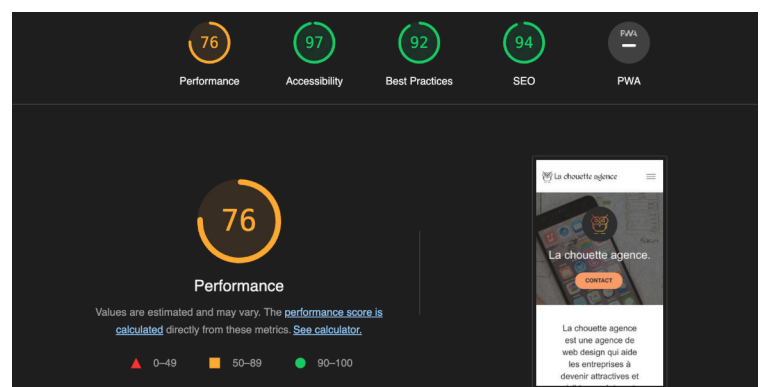 76 97 92 94 PWA
Performance Accessibility Best Practices SEO PWA
76
Performance
Values are estimated and may vary. The performance score is
calculated directly from these metrics. See calculator.
0–49 50–89 90–100
La chouette agence
La chouette agence.
CONTACT
La chouette agence
est une agence de
web design qui aide
les entreprises à
devenir attractives et